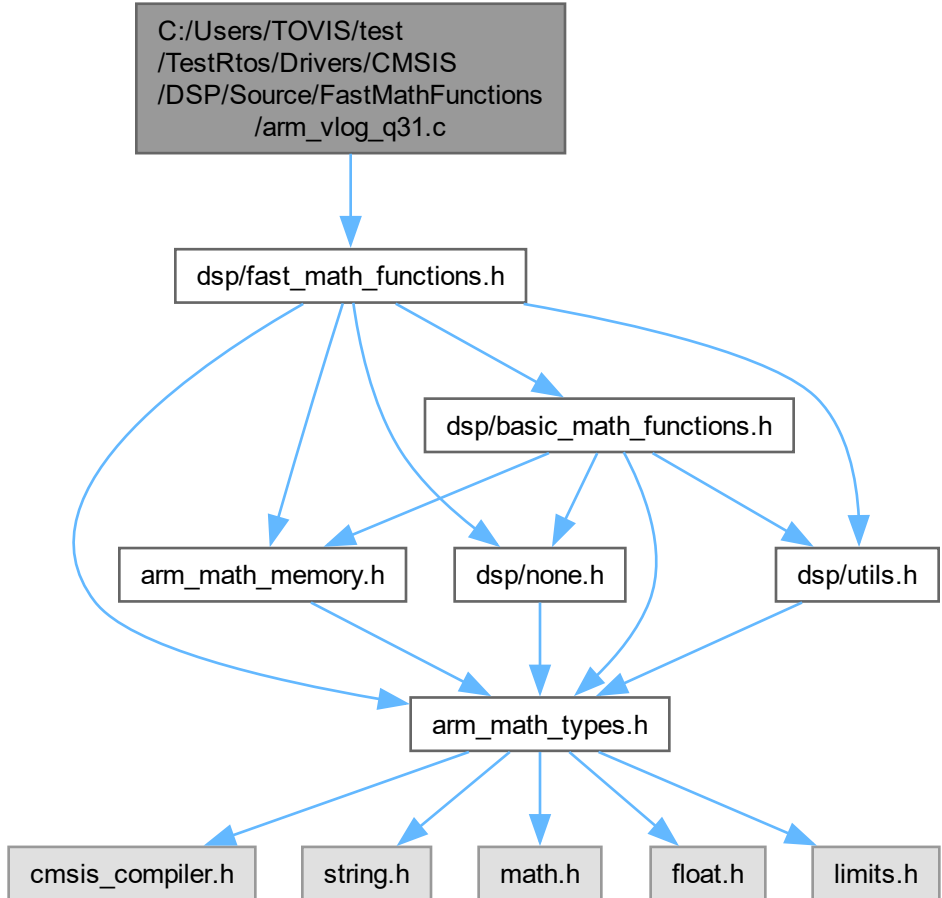 C:/Users/TOVIS/test
/TestRtos/Drivers/CMSIS
/DSP/Source/FastMathFunctions
/arm_vlog_q31.c
dsp/fast_math_functions.h
dsp/basic_math_functions.h
arm_math_memory.h
dsp/none.h
dsp/utils.h
arm_math_types.h
cmsis_compiler.h
string.h
math.h
float.h
limits.h